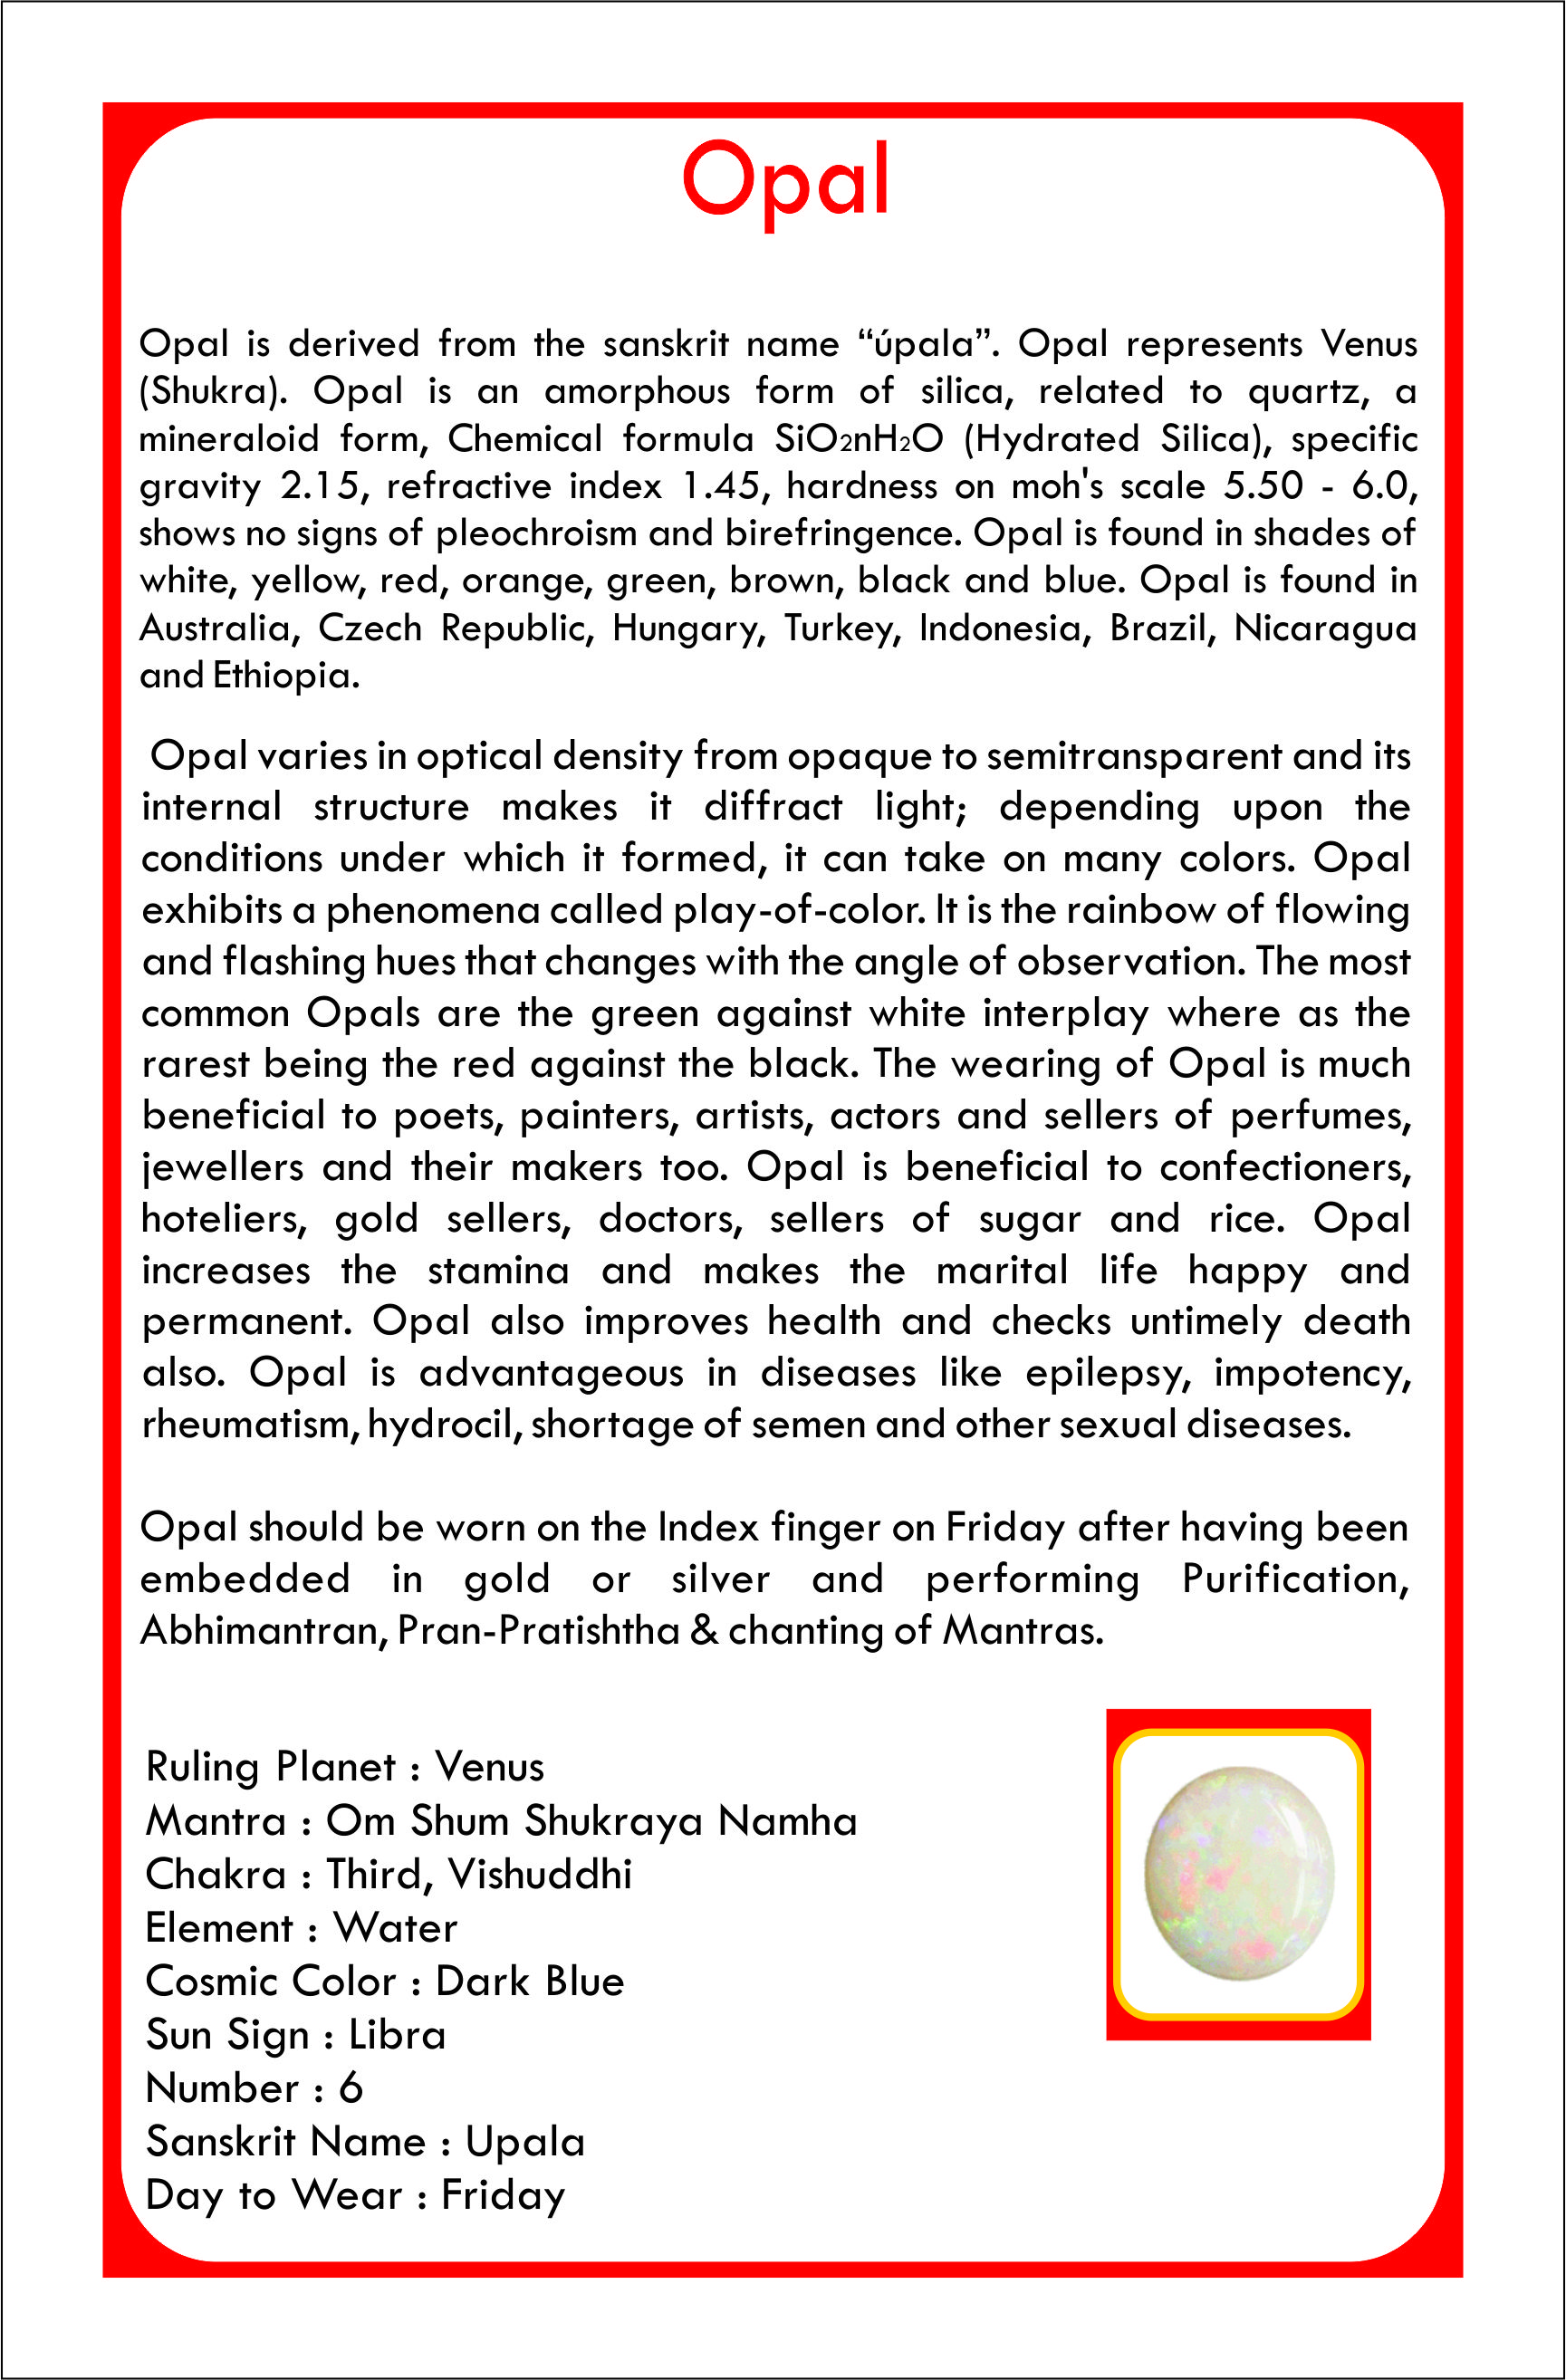 Opal
Opal is derived from the sanskrit name “úpala”. Opal represents Venus
(Shukra). Opal is an amorphous form of silica, related to quartz, a
mineraloid form, Chemical formula SiO₂nH₂O (Hydrated Silica), specific
gravity 2.15, refractive index 1.45, hardness on moh's scale 5.50 - 6.0,
shows no signs of pleochroism and birefringence. Opal is found in shades of
white, yellow, red, orange, green, brown, black and blue. Opal is found in
Australia, Czech Republic, Hungary, Turkey, Indonesia, Brazil, Nicaragua
and Ethiopia.
Opal varies in optical density from opaque to semitransparent and its
internal structure makes it diffract light; depending upon the
conditions under which it formed, it can take on many colors. Opal
exhibits a phenomena called play-of-color. It is the rainbow of flowing
and flashing hues that changes with the angle of observation. The most
common Opals are the green against white interplay where as the
rarest being the red against the black. The wearing of Opal is much
beneficial to poets, painters, artists, actors and sellers of perfumes,
jewellers and their makers too. Opal is beneficial to confectioners,
hoteliers, gold sellers, doctors, sellers of sugar and rice. Opal
increases the stamina and makes the marital life happy and
permanent. Opal also improves health and checks untimely death
also. Opal is advantageous in diseases like epilepsy, impotency,
rheumatism, hydrocil, shortage of semen and other sexual diseases.
Opal should be worn on the Index finger on Friday after having been
embedded in gold or silver and performing Purification,
Abhimantran, Pran-Pratishtha & chanting of Mantras.
Ruling Planet : Venus
Mantra : Om Shum Shukraya Namha
Chakra : Third, Vishuddhi
Element : Water
Cosmic Color : Dark Blue
Sun Sign : Libra
Number : 6
Sanskrit Name : Upala
Day to Wear : Friday